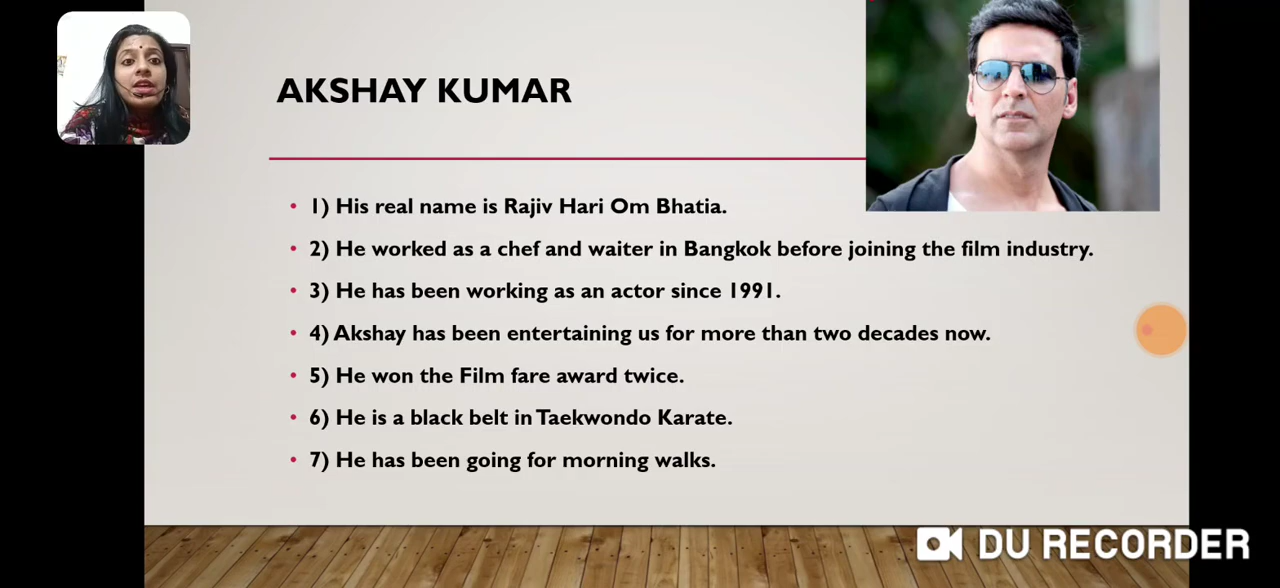 AKSHAY KUMAR
• 1) His real name is Rajiv Hari Om Bhatia.
• 2) He worked as a chef and waiter in Bangkok before joining the film industry.
• 3) He has been working as an actor since 1991.
• 4) Akshay has been entertaining us for more than two decades now.
• 5) He won the Film fare award twice.
• 6) He is a black belt in Taekwondo Karate.
• 7) He has been going for morning walks.
DU RECORDER